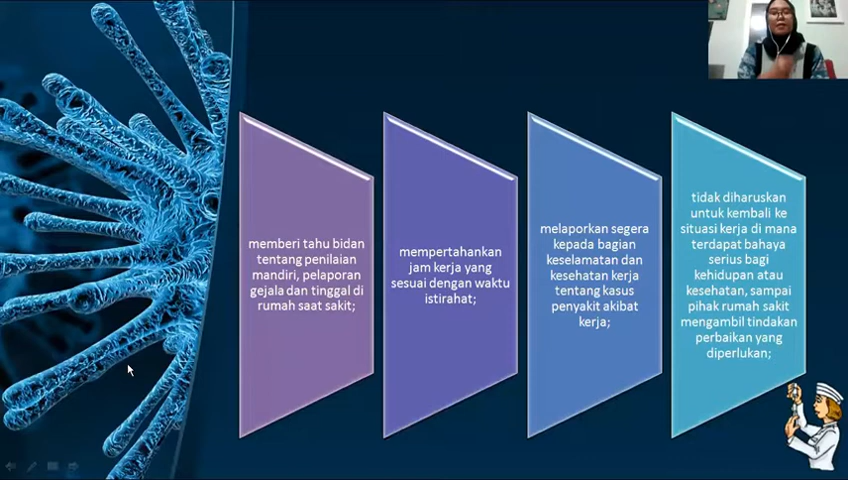 memberi tahu bidan
tentang penilaian
mandiri, pelaporan
gejala dan tinggal di
rumah saat sakit;
mempertahankan
jam kerja yang
sesuai dengan waktu
istirahat;
melaporkan segera
kepada bagian
keselamatan dan
kesehatan kerja
tentang kasus
penyakit akibat
kerja;
tidak diharuskan
untuk kembali ke
situasi kerja di mana
terdapat bahaya
serius bagi
kehidupan atau
kesehatan, sampai
pihak rumah sakit
mengambil tindakan
perbaikan yang
diperlukan;